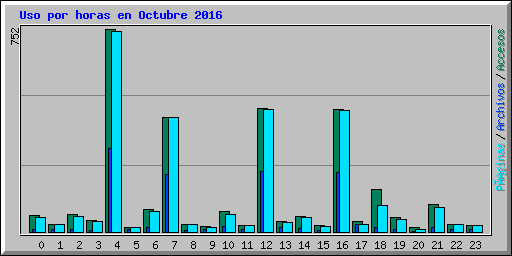 Uso por horas en Octubre 2016
752
Páginas / Archivos / Accesos
0 1 2 3 4 5 6 7 8 9 10 11 12 13 14 15 16 17 18 19 20 21 22 23